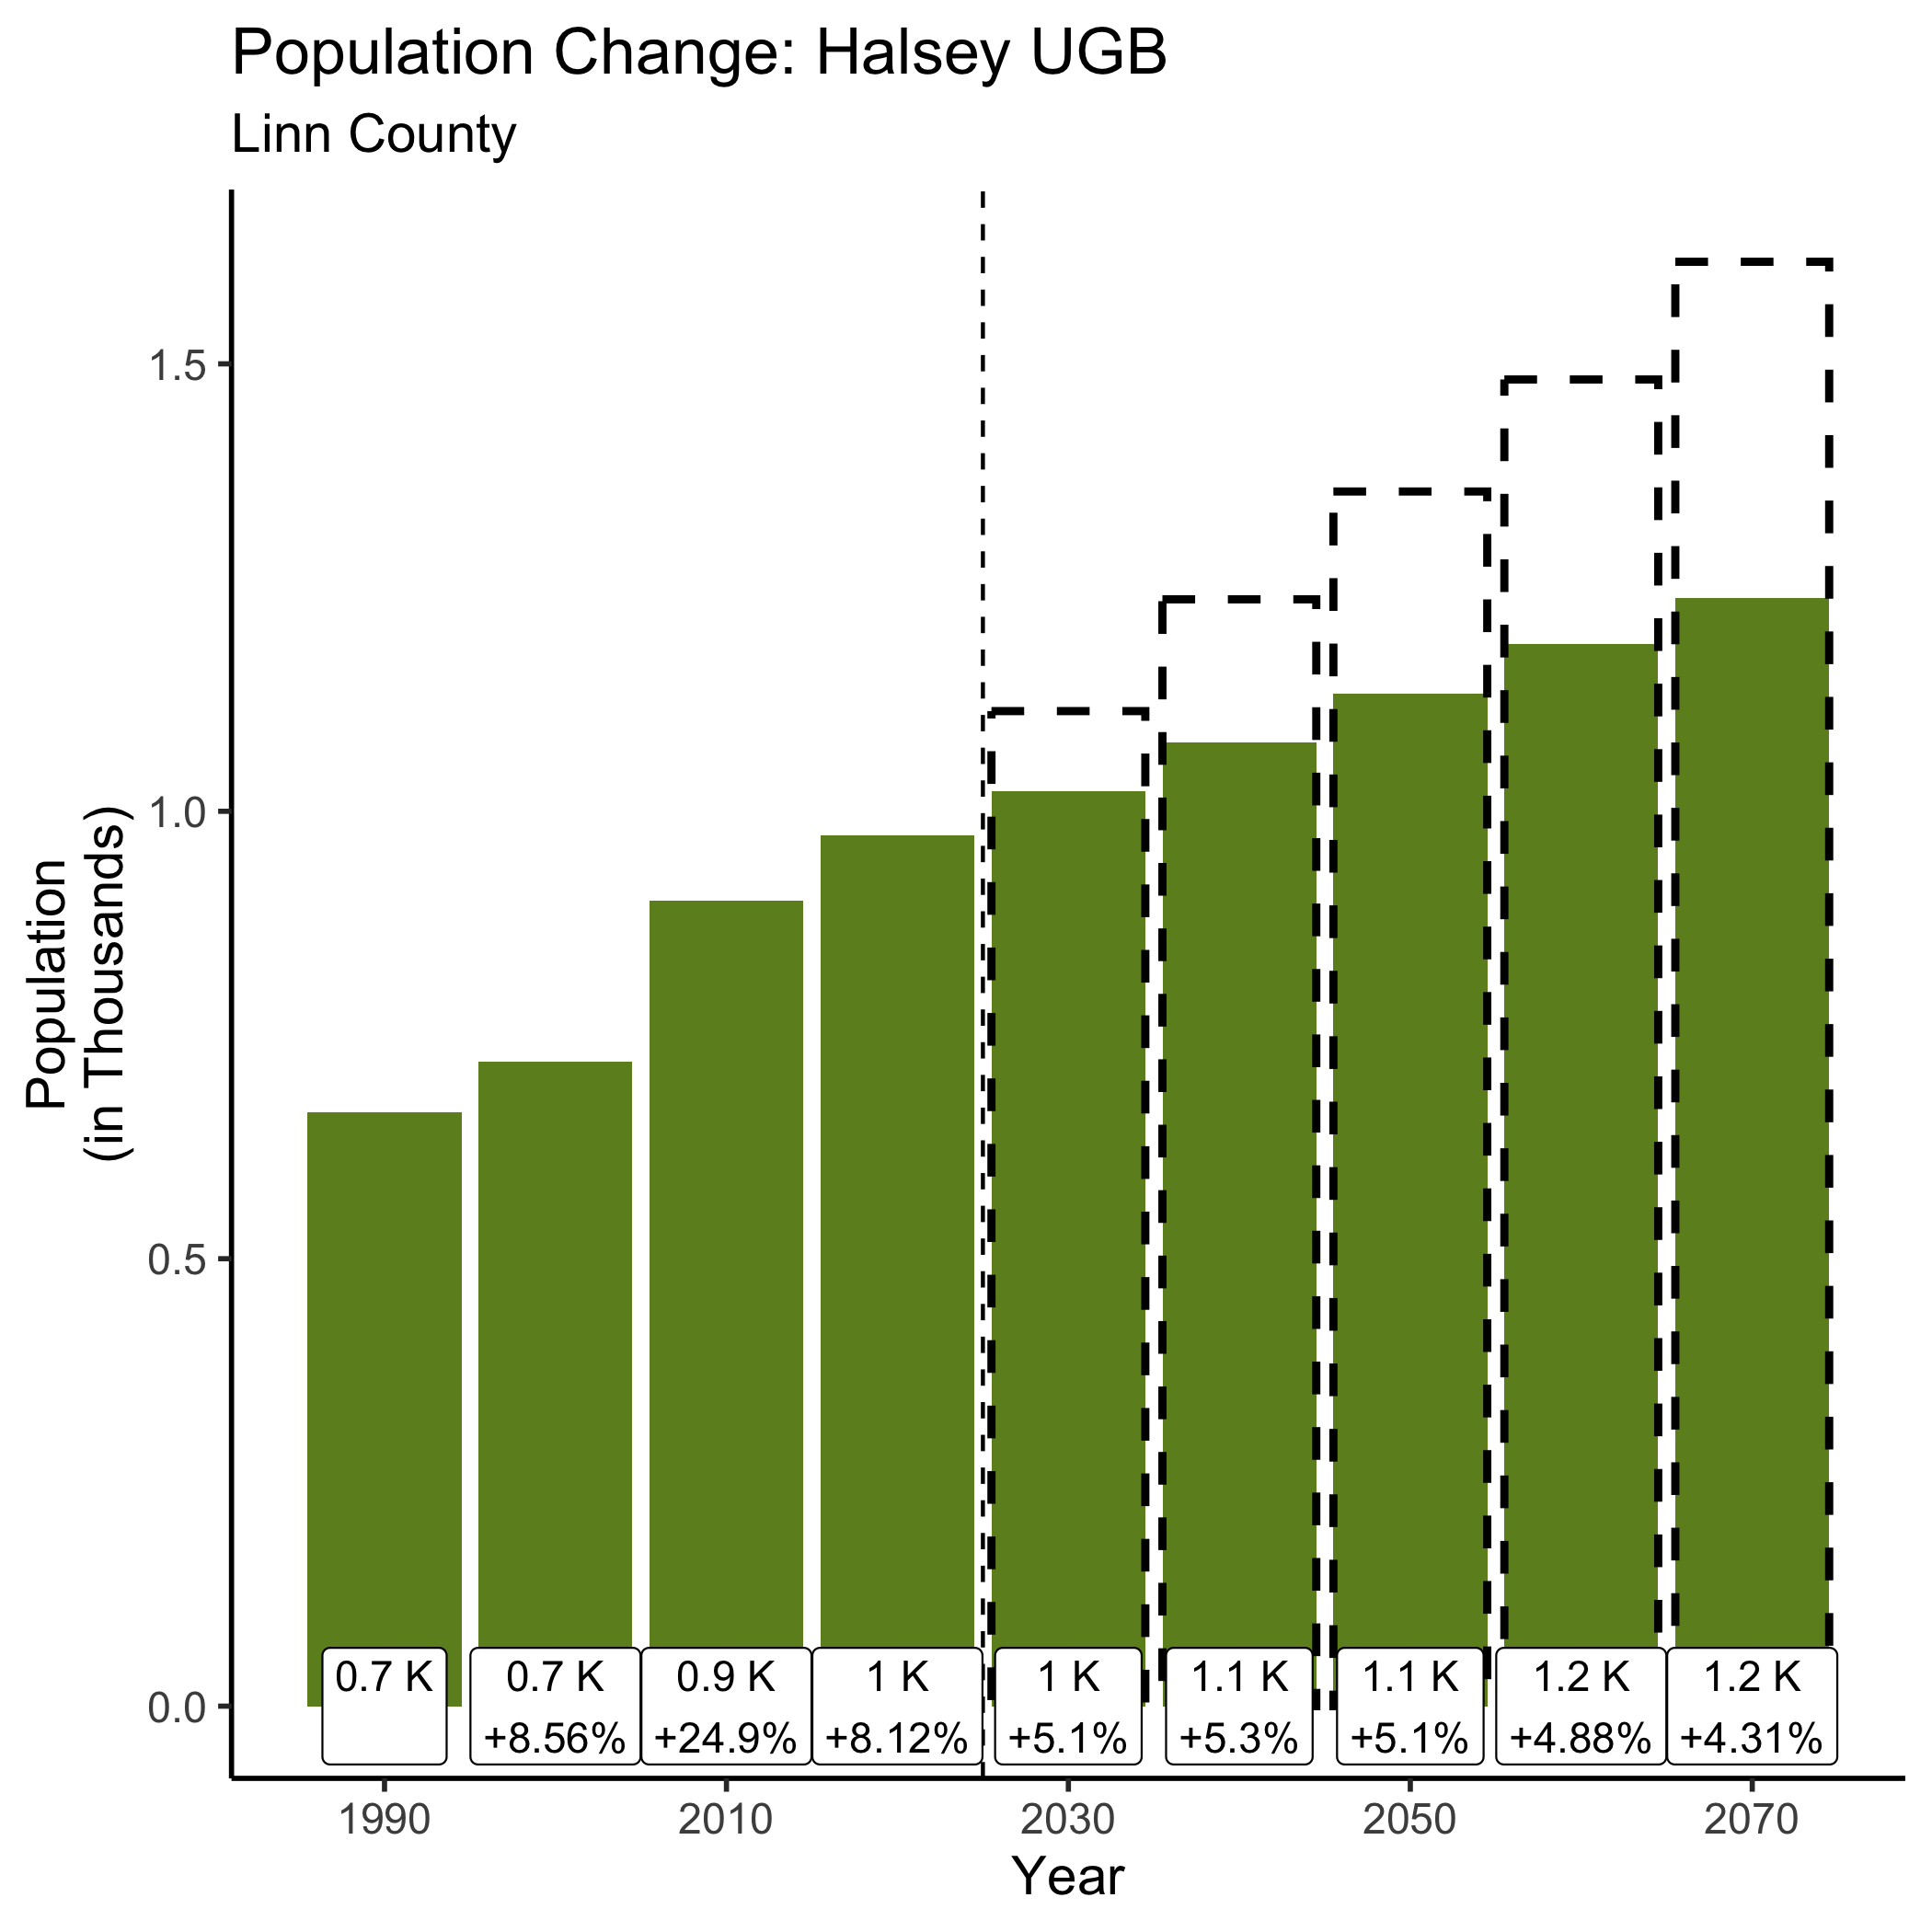 Population Change: Halsey UGB
Linn County
Population
(in Thousands)
1.5
1.0
0.5
0.0
0.7 K
0.7 K
+8.56%
0.9 K
+24.9%
1 K
+8.12%
1 K
+5.1%
1.1 K
+5.3%
1.1 K
+5.1%
1.2 K
+4.88%
1.2 K
+4.31%
1990
2010
2030
2050
2070
Year